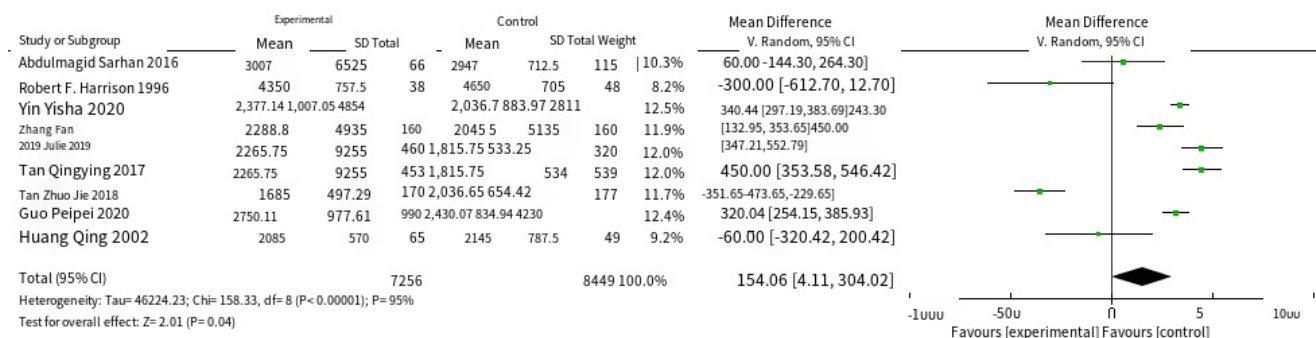 Experimental Control Mean Difference Mean Difference
Study or Subgroup Mean SD Total Mean SD Total Weight V. Random, 95% CI V. Random, 95% CI
Abdulmagid Sarhan 2016 3007 6525 66 2947 712.5 115 10.3% 60.00 -144.30, 264.30]
Robert F. Harrison 1996 4350 757.5 38 4650 705 48 8.2% -300.00 [-612.70, 12.70]
Yin Yisha 2020 2,377.14 1,007.05 4854 2,036.7 883.97 2811 12.5% 340.44 [297.19,383.69]243.30
Zhang Fan 2288.8 4935 160 2045 5 5135 160 11.9% [132.95, 353.65]450.00
2019 Julie 2019 2265.75 9255 460 1,815.75 533.25 320 12.0% [347.21,552.79]
Tan Qingying 2017 2265.75 9255 453 1,815.75 534 539 12.0% 450.00 [353.58, 546.42]
Tan Zhuo Jie 2018 1685 497.29 170 2,036.65 654.42 177 11.7% -351.65-473.65, -229.65]
Guo Peipei 2020 2750.11 977.61 990 2,430.07 834.94 4230 12.4% 320.04 [254.15, 385.93]
Huang Qing 2002 2085 570 65 2145 787.5 49 9.2% -60.00 [-320.42, 200.42]
Total (95% CI) 7256 8449 100.0% 154.06 [4.11, 304.02]
Heterogeneity: Tau= 46224.23; Chi= 158.33, df= 8 (P< 0.00001); P= 95%
Test for overall effect: Z= 2.01 (P= 0.04)
-1000 -500 0 5 1000
Favours [experimental] Favours [control]